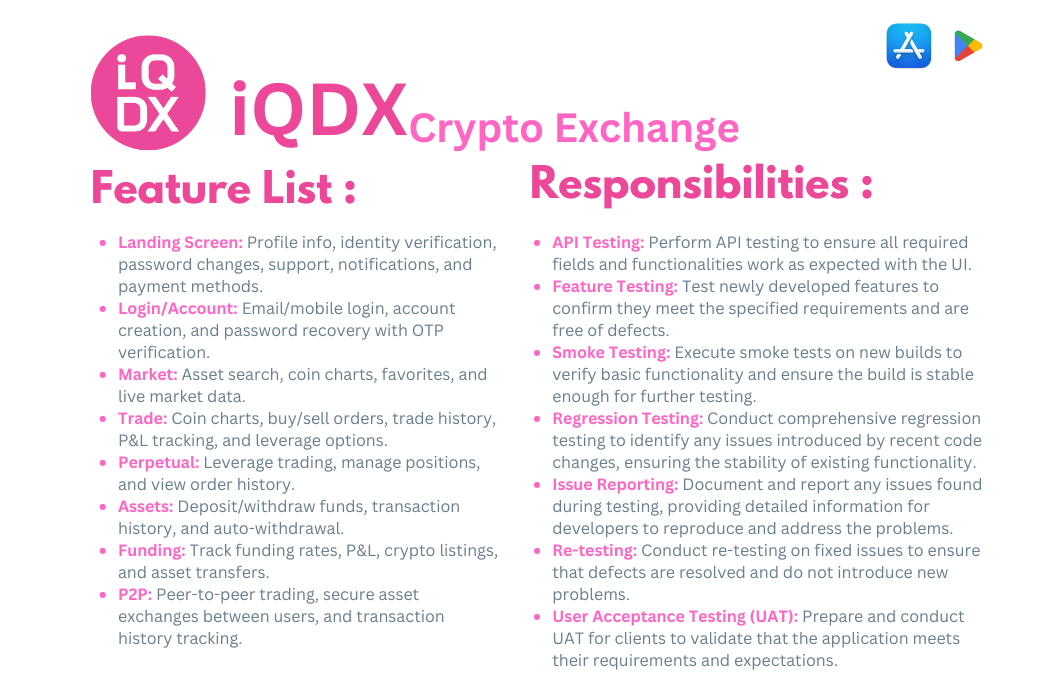 iQ
DX
iQDX Crypto Exchange
Feature List :
Landing Screen: Profile info, identity verification,
password changes, support, notifications, and
payment methods.
Login/Account: Email/mobile login, account
creation, and password recovery with OTP
verification.
Market: Asset search, coin charts, favorites, and
live market data.
Trade: Coin charts, buy/sell orders, trade history,
P&L tracking, and leverage options.
Perpetual: Leverage trading, manage positions,
and view order history.
Assets: Deposit/withdraw funds, transaction
history, and auto-withdrawal.
Funding: Track funding rates, P&L, crypto listings,
and asset transfers.
P2P: Peer-to-peer trading, secure asset
exchanges between users, and transaction
history tracking.
Responsibilities :
API Testing: Perform API testing to ensure all required
fields and functionalities work as expected with the UI.
Feature Testing: Test newly developed features to
confirm they meet the specified requirements and are
free of defects.
Smoke Testing: Execute smoke tests on new builds to
verify basic functionality and ensure the build is stable
enough for further testing.
Regression Testing: Conduct comprehensive regression
testing to identify any issues introduced by recent code
changes, ensuring the stability of existing functionality.
Issue Reporting: Document and report any issues found
during testing, providing detailed information for
developers to reproduce and address the problems.
Re-testing: Conduct re-testing on fixed issues to ensure
that defects are resolved and do not introduce new
problems.
User Acceptance Testing (UAT): Prepare and conduct
UAT for clients to validate that the application meets
their requirements and expectations.